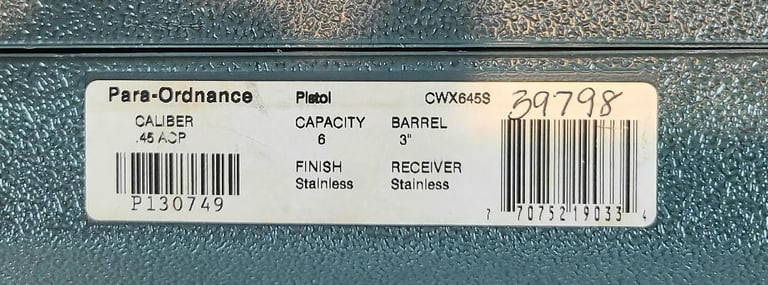 Para-Ordnance Pistol CWX645S 39798
CALIBER CAPACITY BARREL
.45 ACP 6 3"
FINISH RECEIVER
Stainless Stainless
P130749
7 70752 19033 4